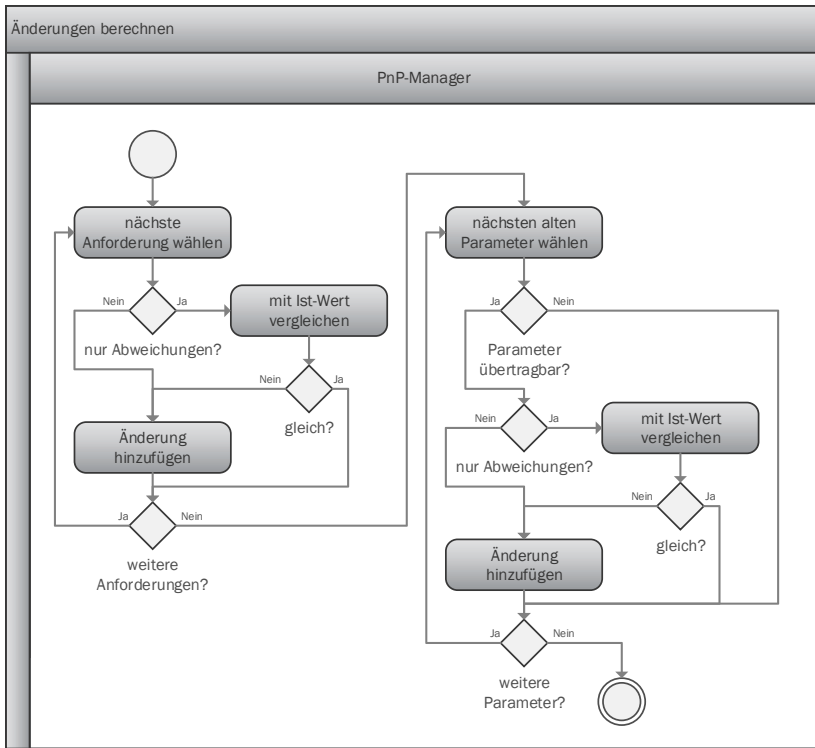 Änderungen berechnen
PnP-Manager
nächste
Anforderung wählen
Nein
Ja
nur Abweichungen?
mit Ist-Wert
vergleichen
Nein
Ja
gleich?
Änderung
hinzufügen
Ja
Nein
weitere
Anforderungen?
nächsten alten
Parameter wählen
Ja
Nein
Parameter
übertragbar?
Nein
Ja
nur Abweichungen?
mit Ist-Wert
vergleichen
Nein
Ja
gleich?
Änderung
hinzufügen
Ja
Nein
weitere
Parameter?